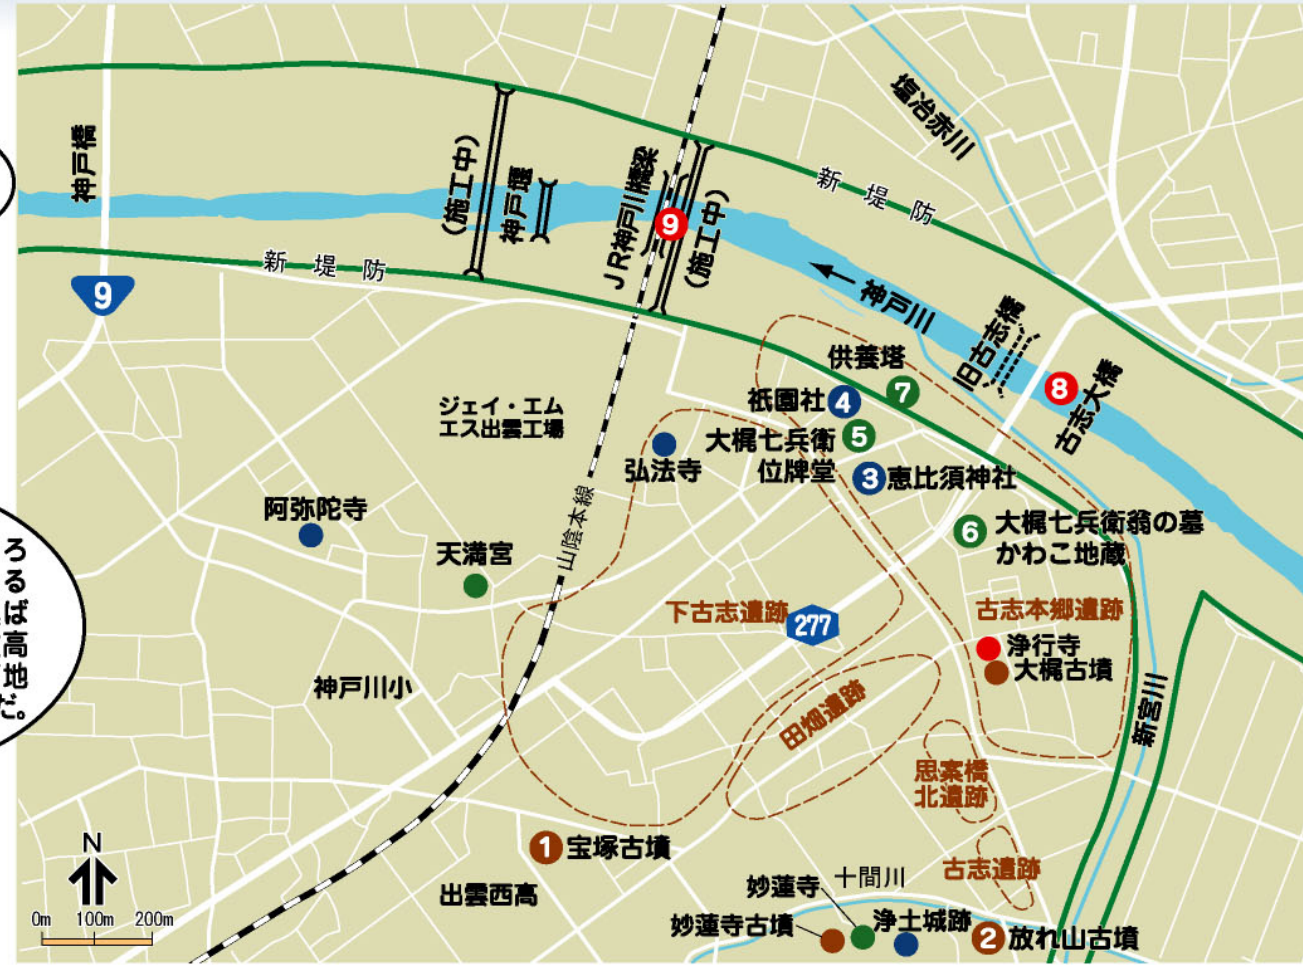 塩冶赤川
神戸橋
(施工中)
神戸堰
JR神戸川橋梁
9
(施工中)
新堤防
新堤防
9
神戸川
旧古志橋
8
古志大橋
供養塔
7
祇園社
4
ジェイ・エム
エス出雲工場
大梶七兵衛
位牌堂
5
弘法寺
3
恵比須神社
山陰本線
阿弥陀寺
6
大梶七兵衛翁の墓
かわこ地蔵
天満宮
下古志遺跡
277
古志本郷遺跡
浄行寺
大梶古墳
神戸川小
田畑遺跡
新宮川
思案橋
北遺跡
1
宝塚古墳
古志遺跡
出雲西高
妙蓮寺
十間川
妙蓮寺古墳
浄土城跡
2
放れ山古墳
N
0m 100m 200m
ろ
る
ば
高
地
だ。